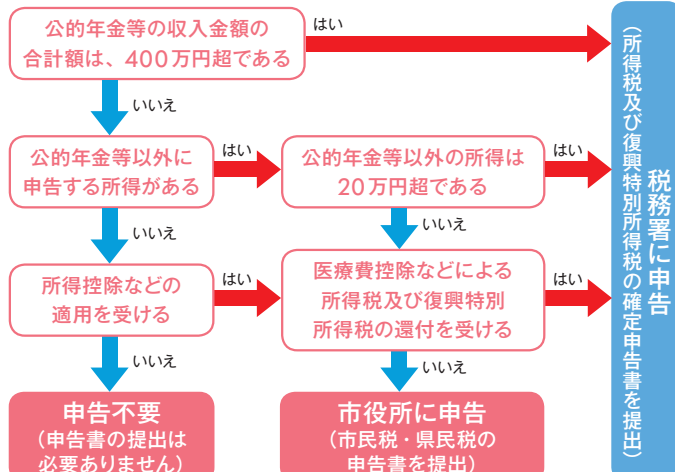 公的年金等の収入金額の
合計額は、400万円超である
はい
いいえ
公的年金等以外に
申告する所得がある
はい
公的年金等以外の所得は
20万円超である
はい
いいえ
いいえ
所得控除などの
適用を受ける
はい
医療費控除などによる
所得税及び復興特別
所得税の還付を受ける
はい
いいえ
いいえ
申告不要
(申告書の提出は
必要ありません)
市役所に申告
(市民税・県民税の
申告書を提出)
税務署に申告
(所得税及び復興特別所得税の確定申告書を提出)